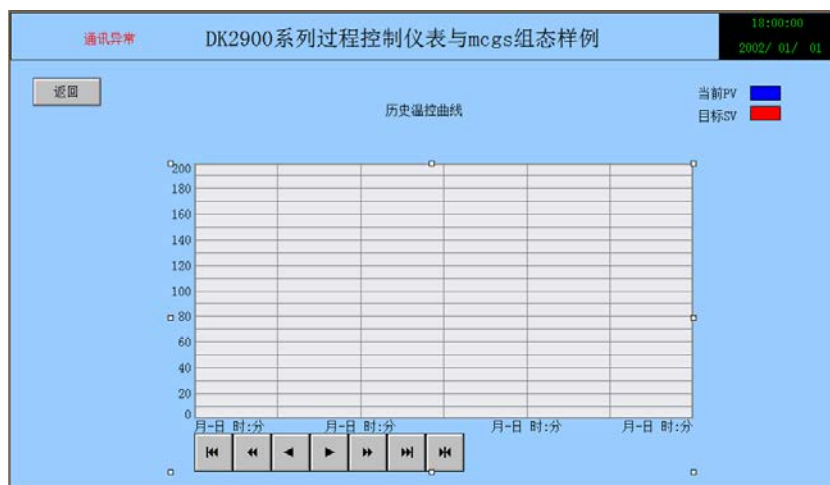 通讯异常
DK2900系列过程控制仪表与mcgs组态样例
18:00:00
2002/ 01/ 01
返回
历史温控曲线
当前PV
目标SV
200
180
160
140
120
100
80
60
40
20
0
月-日 时:分 月-日 时:分 月-日 时:分 月-日 时:分